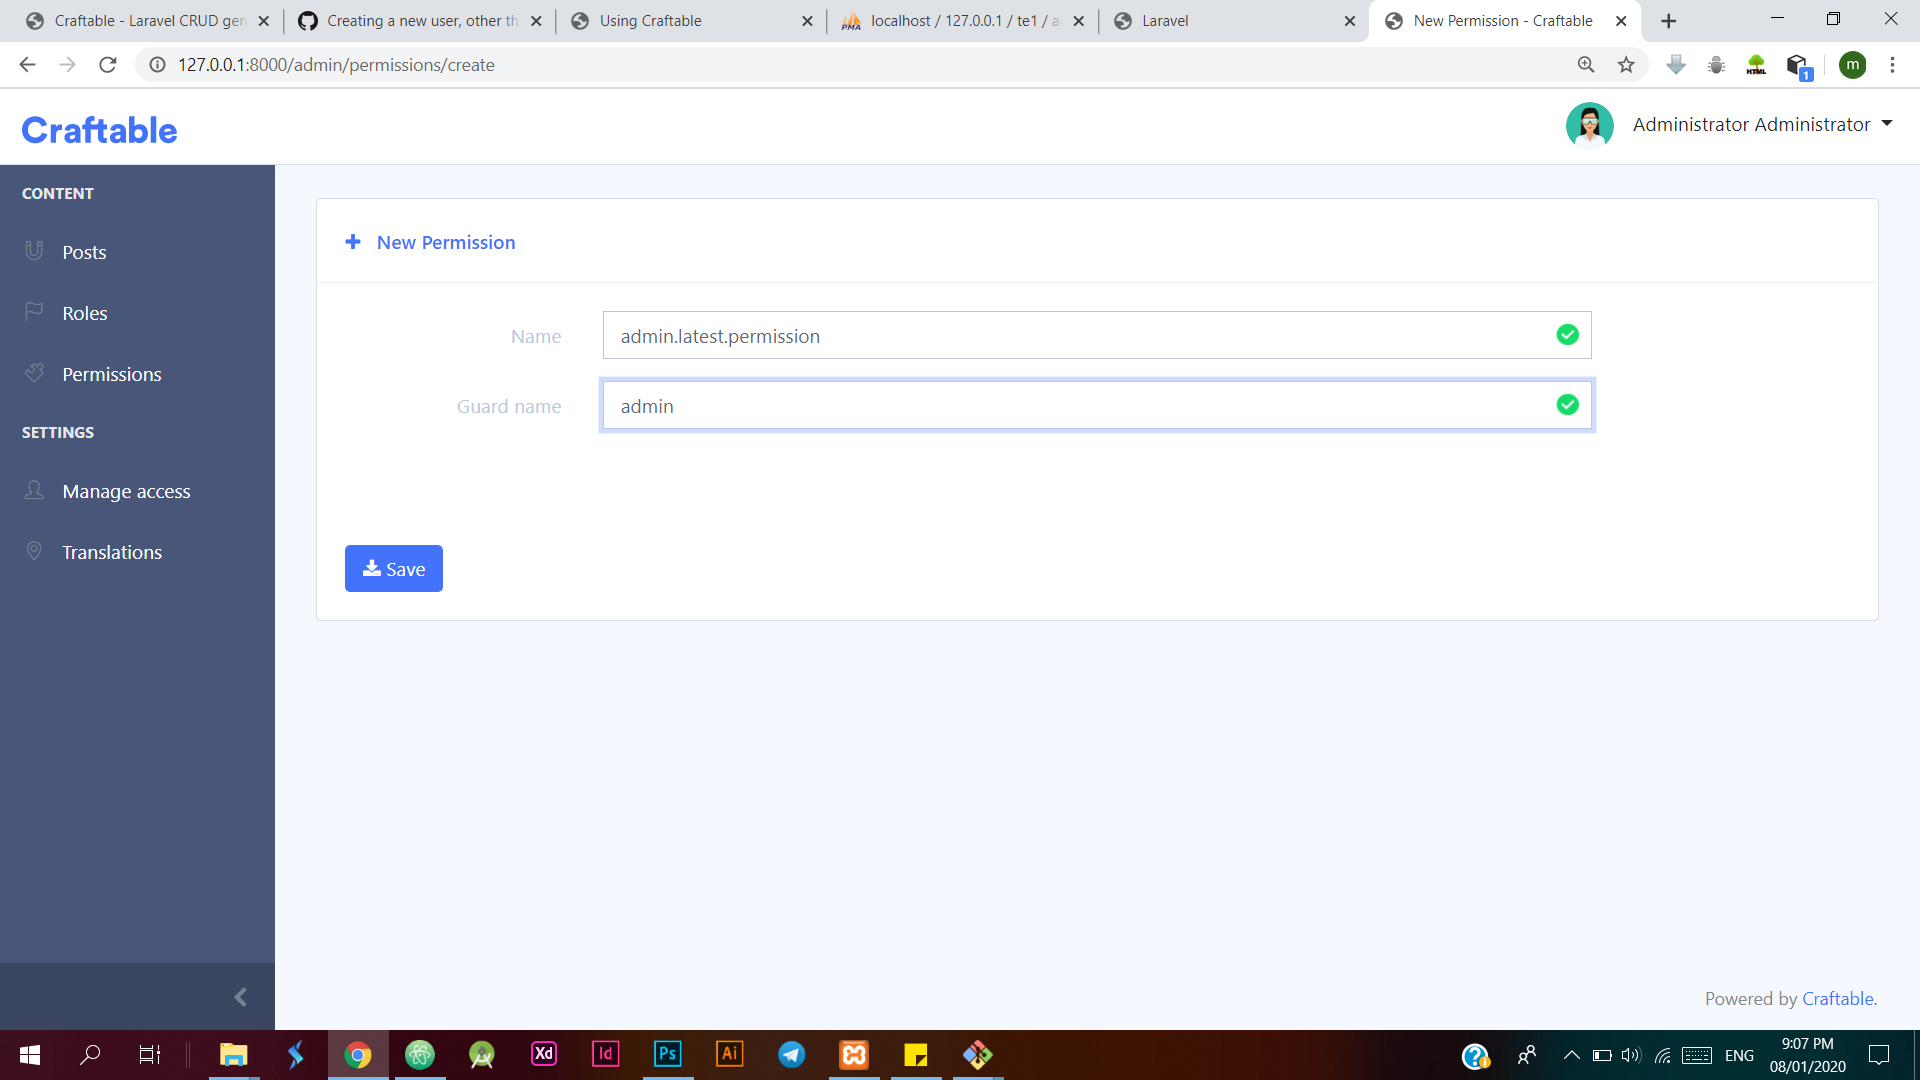 Craftable - Laravel CRUD gen
Creating a new user, other th
Using Craftable
PMA
localhost / 127.0.0.1 / te1 / a
Laravel
New Permission - Craftable
127.0.0.1:8000/admin/permissions/create
HTML
1
m
Craftable
Administrator Administrator
CONTENT
Posts
Roles
Permissions
SETTINGS
Manage access
Translations
New Permission
Name
admin.latest.permission
Guard name
admin
Save
Powered by Craftable.
Xd
Id
Ps
Ai
ENG
9:07 PM
08/01/2020